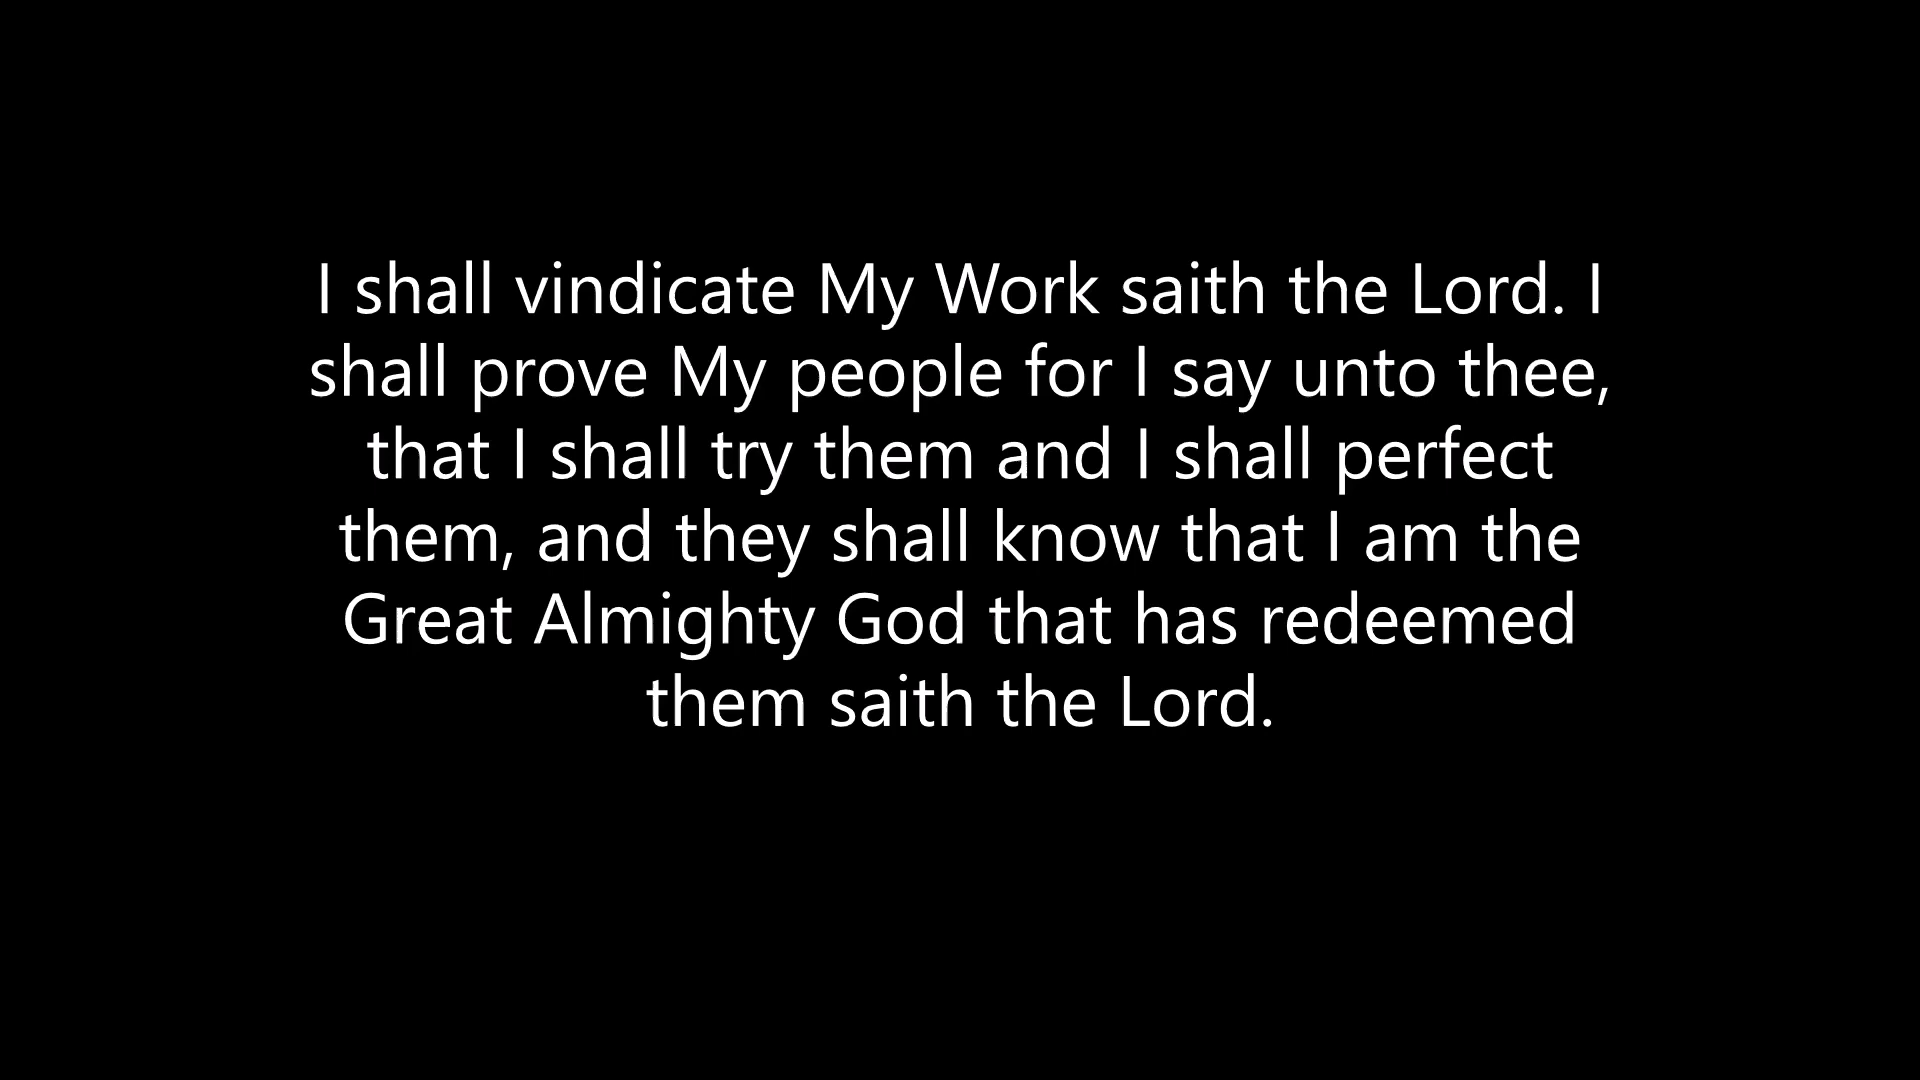 I shall vindicate My Work saith the Lord. I
shall prove My people for I say unto thee,
that I shall try them and I shall perfect
them, and they shall know that I am the
Great Almighty God that has redeemed
them saith the Lord.